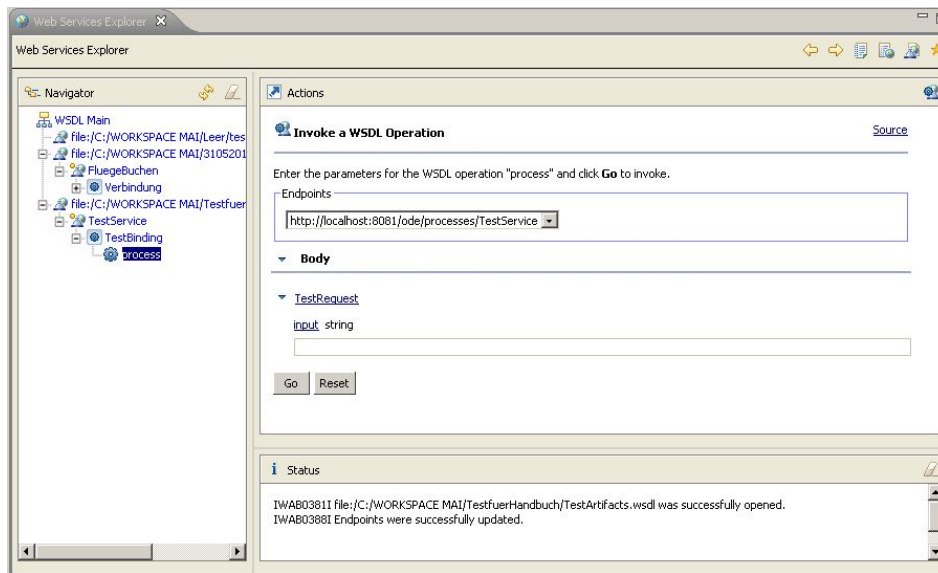 Web Services Explorer
Web Services Explorer
Navigator
WSDL Main
file:/C:/WORKSPACE MAI/Leer/tes
file:/C:/WORKSPACE MAI/3105201
FluegeBuchen
Verbindung
file:/C:/WORKSPACE MAI/Testfuer
TestService
TestBinding
process
Actions
Invoke a WSDL Operation
Source
Enter the parameters for the WSDL operation "process" and click Go to invoke.
Endpoints
http://localhost:8081/ode/processes/TestService
Body
TestRequest
input string
Go Reset
i Status
IWAB0381I file:/C:/WORKSPACE MAI/TestfuerHandbuch/TestArtifacts.wsdl was successfully opened.
IWAB0388I Endpoints were successfully updated.